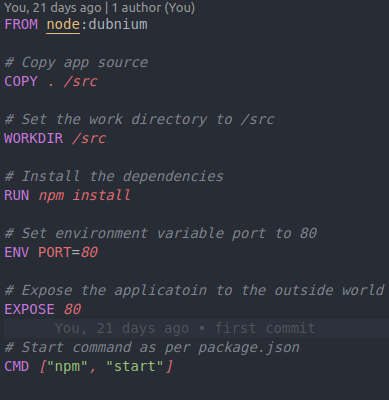 You, 21 days ago | 1 author (You)
FROM node:dubnium
# Copy app source
COPY . /src
# Set the work directory to /src
WORKDIR /src
# Install the dependencies
RUN npm install
# Set environment variable port to 80
ENV PORT=80
# Expose the applicatoin to the outside world
EXPOSE 80
You, 21 days ago • first commit
# Start command as per package.json
CMD ["npm", "start"]